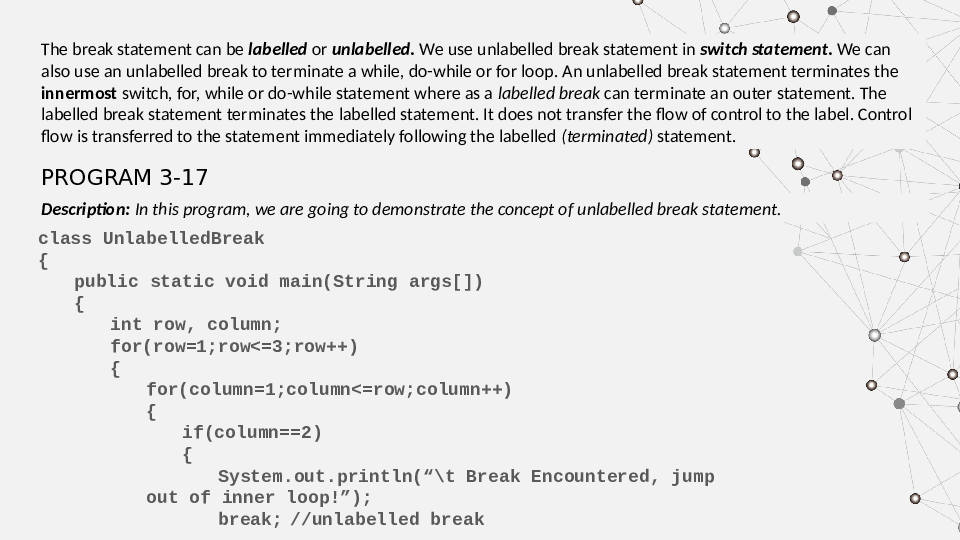 The break statement can be labelled or unlabelled. We use unlabelled break statement in switch statement. We can
also use an unlabelled break to terminate a while, do-while or for loop. An unlabelled break statement terminates the
innermost switch, for, while or do-while statement where as a labelled break can terminate an outer statement. The
labelled break statement terminates the labelled statement. It does not transfer the flow of control to the label. Control
flow is transferred to the statement immediately following the labelled (terminated) statement.
PROGRAM 3-17
Description: In this program, we are going to demonstrate the concept of unlabelled break statement.
class UnlabelledBreak
{
public static void main(String args[])
{
int row, column;
for(row=1;row<=3;row++)
{
for(column=1;column<=row;column++)
{
if(column==2)
{
System.out.println(“\t Break Encountered, jump
out of inner loop!”);
break; //unlabelled break